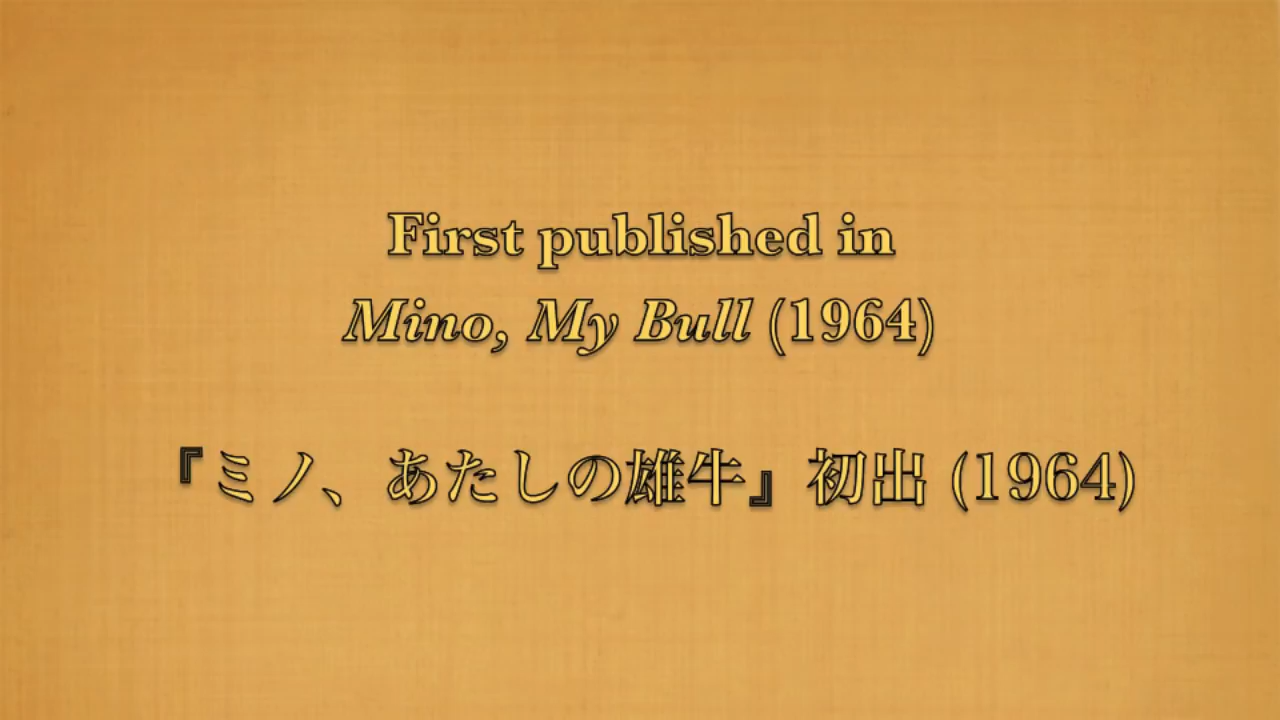 First published in
Mino, My Bull (1964)
『ミノ、あたしの雄牛』初出 (1964)